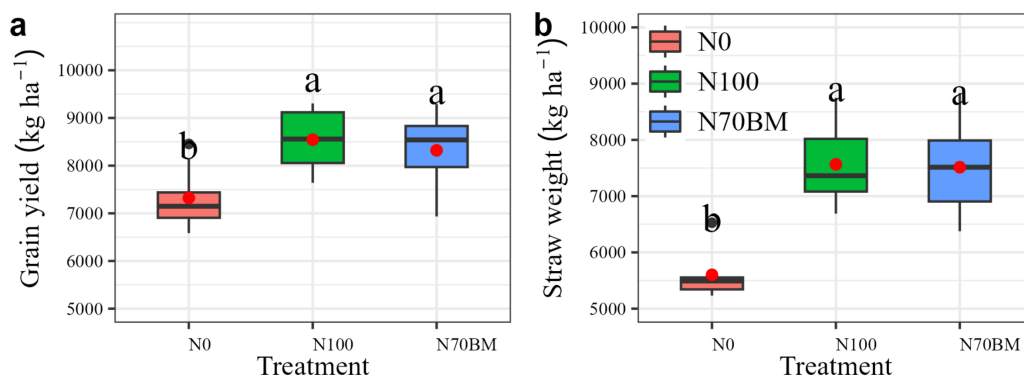 a
Grain yield (kg ha⁻¹)
10000
9000
8000
7000
6000
5000
b
a
a
N0
N100
N70BM
Treatment
b
Straw weight (kg ha⁻¹)
10000
9000
8000
7000
6000
5000
N0
N100
N70BM
b
a
a
N0
N100
N70BM
Treatment